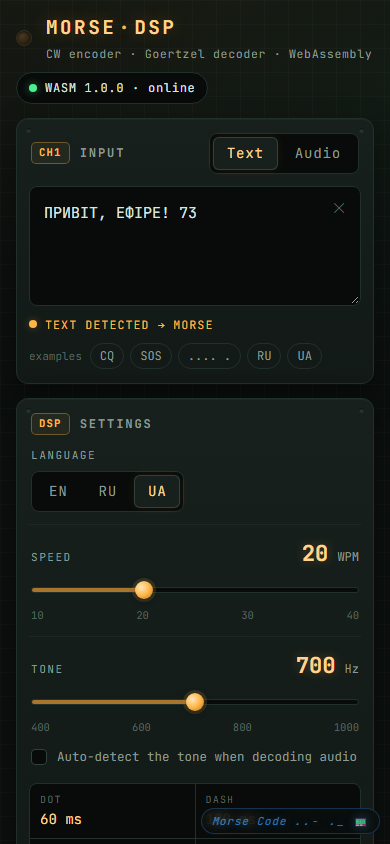 MORSE·DSP
CW encoder · Goertzel decoder · WebAssembly
WASM 1.0.0 · online
CH1 INPUT Text Audio
ПРИВІТ, ЕФІРЕ! 73
TEXT DETECTED → MORSE
examples CQ SOS .... . RU UA
DSP SETTINGS
LANGUAGE
EN RU UA
SPEED 20 WPM
10 20 30 40
TONE 700 Hz
400 600 800 1000
Auto-detect the tone when decoding audio
DOT DASH
60 ms
Morse Code ..- ._